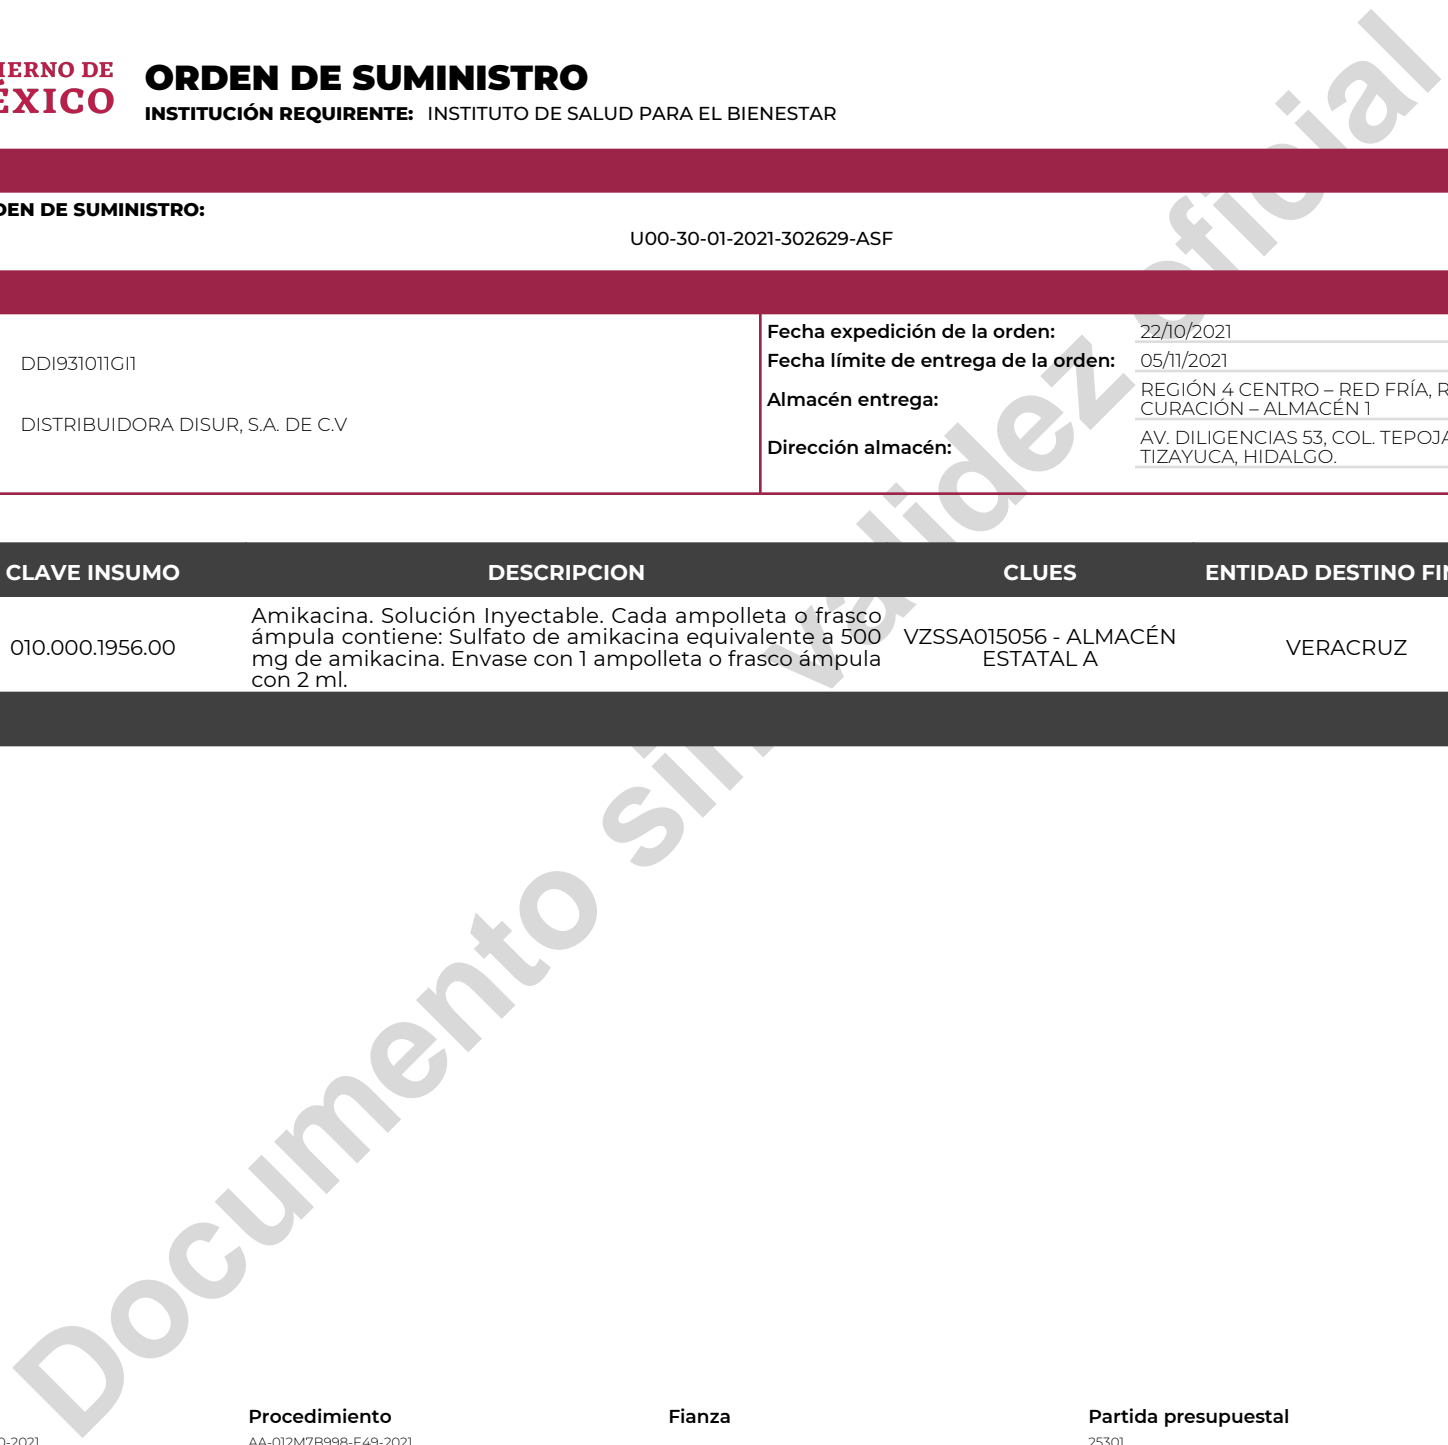 ORDEN DE SUMINISTRO
INSTITUCIÓN REQUIRENTE: INSTITUTO DE SALUD PARA EL BIENESTAR
IERNO DE
ÉXICO
DEN DE SUMINISTRO:
U00-30-01-2021-302629-ASF
DDI931011GI1
DISTRIBUIDORA DISUR, S.A. DE C.V
Fecha expedición de la orden: 22/10/2021
Fecha límite de entrega de la orden: 05/11/2021
Almacén entrega: REGIÓN 4 CENTRO – RED FRÍA, R
CURACIÓN – ALMACÉN 1
Dirección almacén: AV. DILIGENCIAS 53, COL. TEPOJA
TIZAYUCA, HIDALGO.
CLAVE INSUMO DESCRIPCION CLUES ENTIDAD DESTINO FIN
010.000.1956.00
Amikacina. Solución Inyectable. Cada ampolleta o frasco
ámpula contiene: Sulfato de amikacina equivalente a 500
mg de amikacina. Envase con 1 ampolleta o frasco ámpula
con 2 ml.
VZSSA015056 - ALMACÉN
ESTATAL A
VERACRUZ
Documento sin validez oficial
Procedimiento Fianza Partida presupuestal
0-2021 AA-012M7B998-E49-2021 25301